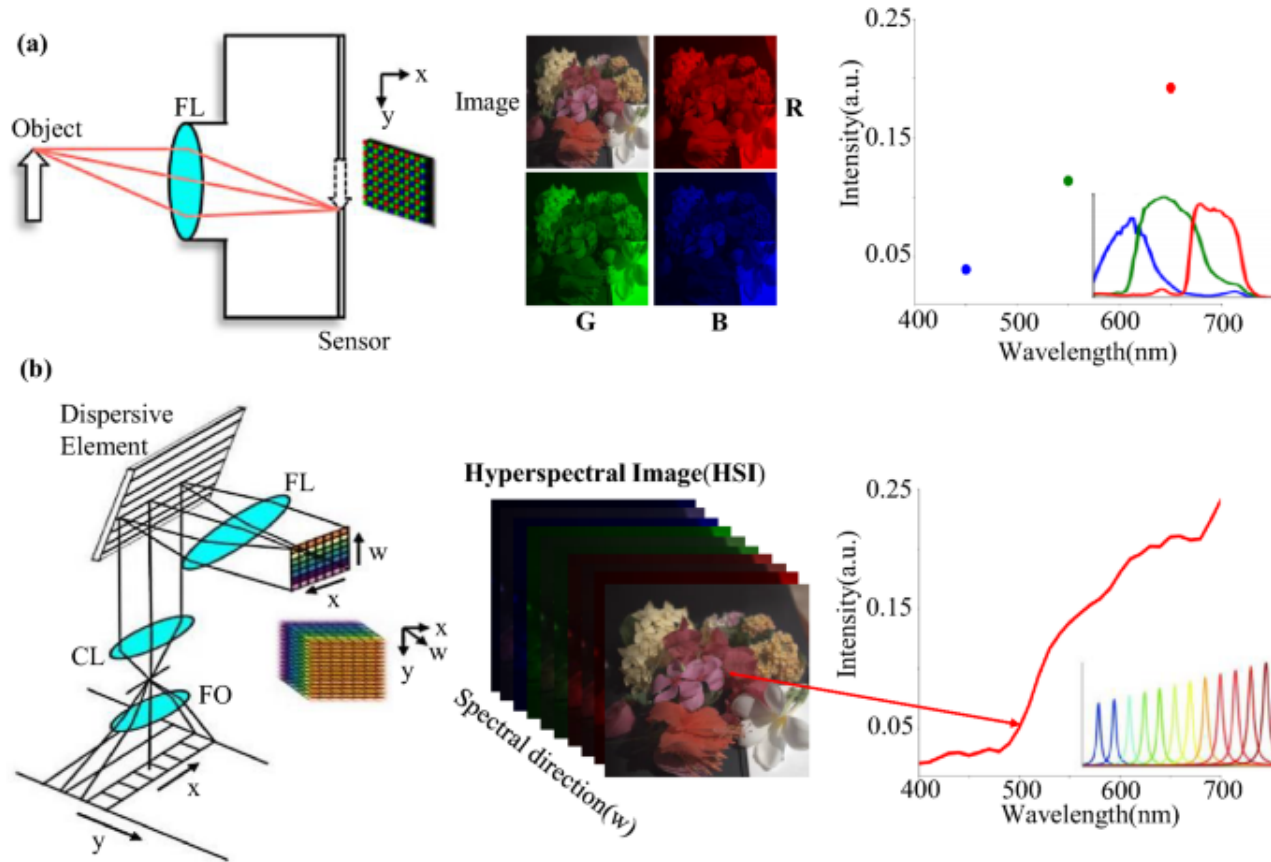 (a)
Object
FL
x
y
Sensor
Image
R
G
B
0.25
0.15
0.05
Intensity(a.u.)
400
500
600
700
Wavelength(nm)
(b)
Dispersive
Element
FL
w
x
CL
FO
x
y
x
w
y
Hyperspectral Image(HSI)
Spectral direction(w)
0.25
0.15
0.05
Intensity(a.u.)
400
500
600
700
Wavelength(nm)